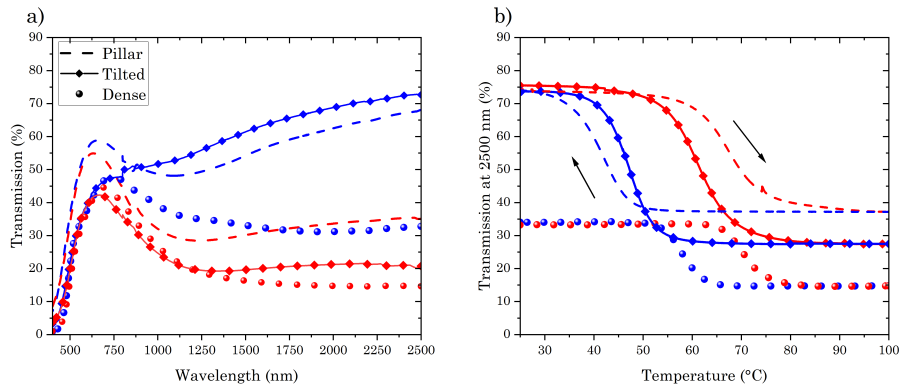 a)
b)
Pillar
Tilted
Dense
90
80
70
60
50
40
30
20
10
0
Transmission (%)
500 750 1000 1250 1500 1750 2000 2250 2500
Wavelength (nm)
90
80
70
60
50
40
30
20
10
0
Transmission at 2500 nm (%)
30 40 50 60 70 80 90 100
Temperature (°C)